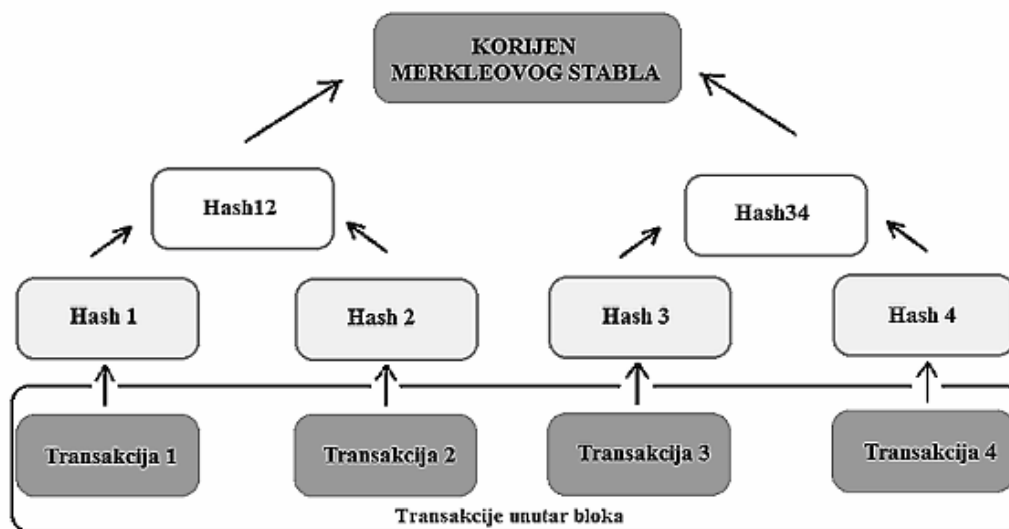 KORIJEN
MERKLEOVOG STABLA
Hash12
Hash34
Hash 1
Hash 2
Hash 3
Hash 4
Transakcija 1
Transakcija 2
Transakcija 3
Transakcija 4
Transakcije unutar bloka